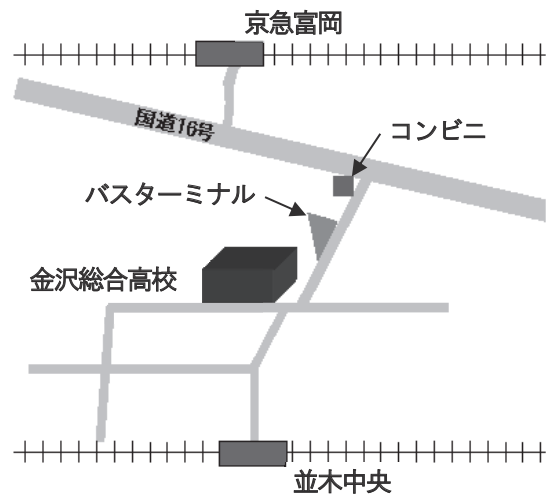 京急富岡
国道16号
コンビニ
バスターミナル
金沢総合高校
並木中央